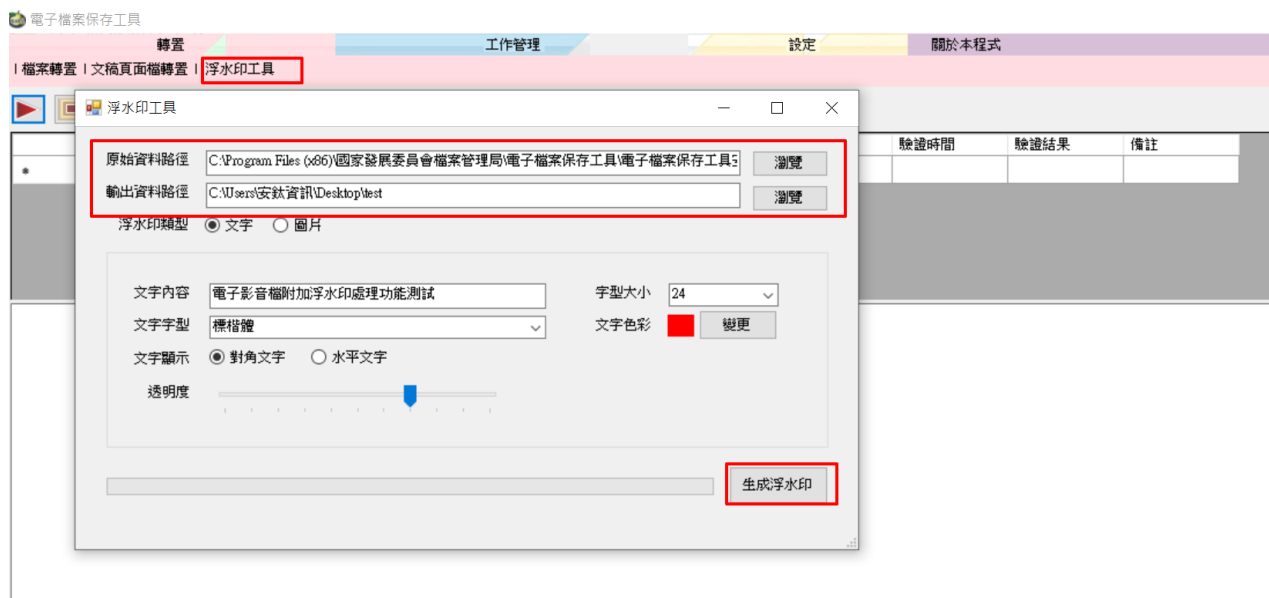 電子檔案保存工具
轉置 工作管理 設定 關於本程式
| 檔案轉置 | 文稿頁面檔轉置 | 浮水印工具
浮水印工具
驗證時間 驗證結果 備註
原始資料路徑 C:\Program Files (x86)\國家發展委員會檔案管理局\電子檔案保存工具\電子檔案保存工具 瀏覽
輸出資料路徑 C:\Users\安鈦資訊\Desktop\test 瀏覽
浮水印類型 文字 圖片
文字內容 電子影音檔附加浮水印處理功能測試 字型大小 24
文字字型 標楷體 文字色彩 變更
文字顯示 對角文字 水平文字
透明度
生成浮水印